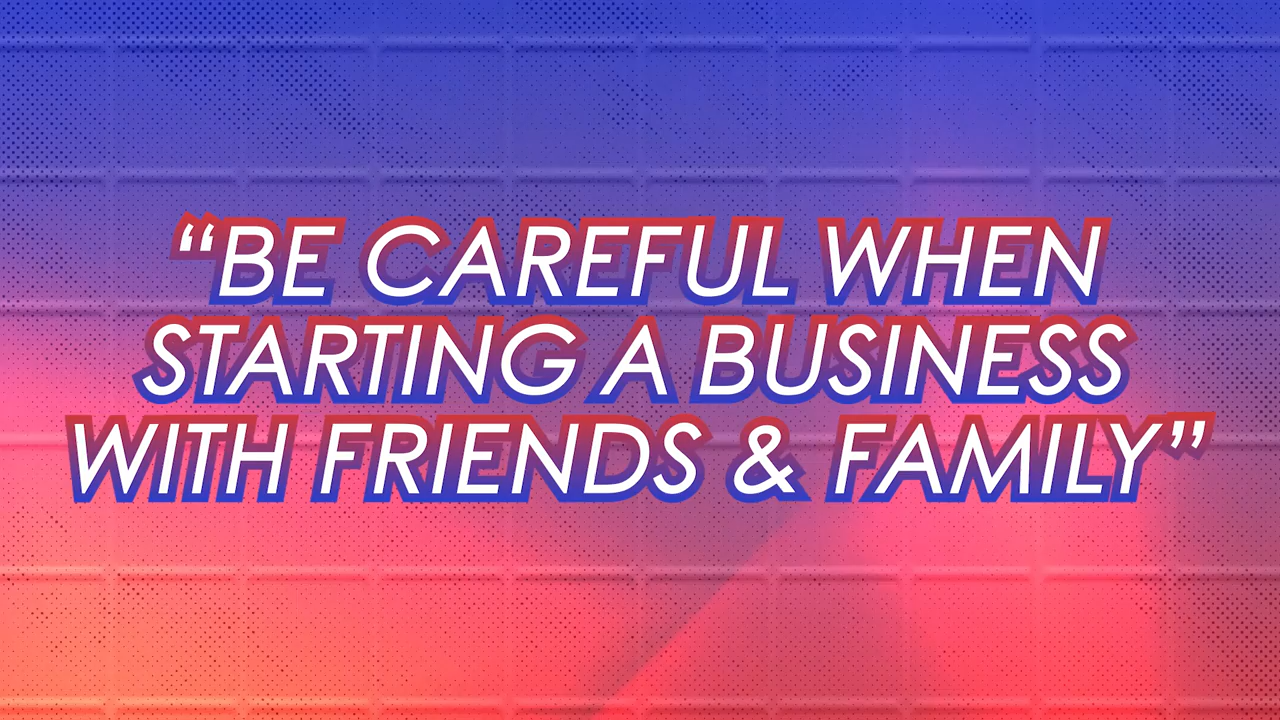 “BE CAREFUL WHEN
STARTING A BUSINESS
WITH FRIENDS & FAMILY”